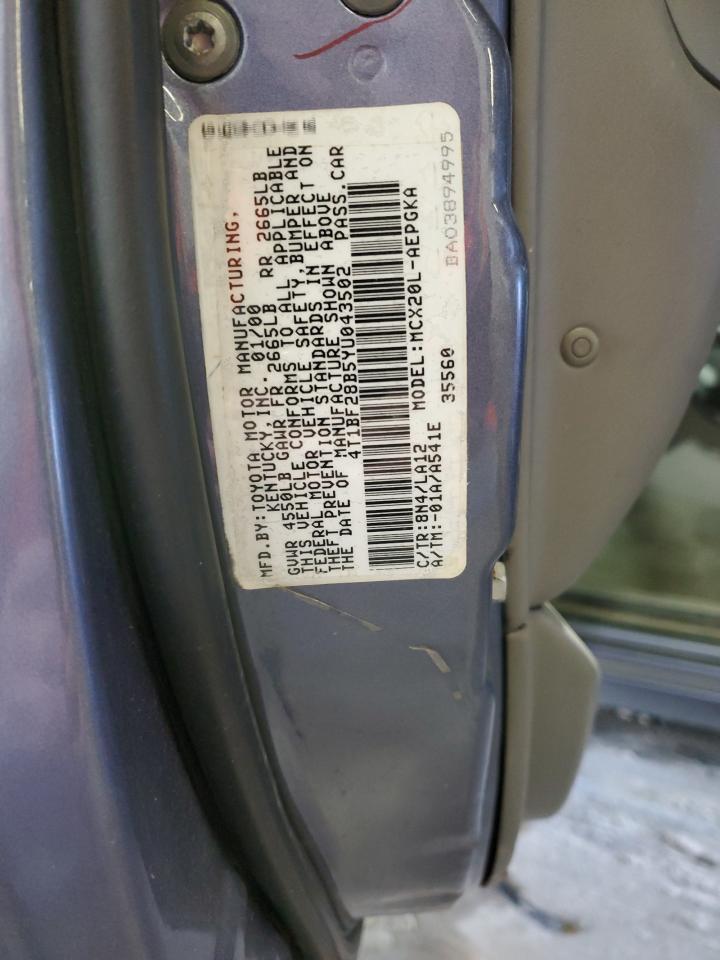 MFD.BY:TOYOTA MOTOR MANUFACTURING,
KENTUCKY, INC. 01/00
GVWR 4550LB GAWR FR 2665LB RR 2665LB
THIS VEHICLE CONFORMS TO ALL APPLICABLE
FEDERAL MOTOR VEHICLE SAFETY,BUMPER AND
THEFT PREVENTION STANDARDS IN EFFECT ON
THE DATE OF MANUFACTURE SHOWN ABOVE
4T1BF28B5YU043502 PASS.CAR
C/TR:8N4/LA12 MODEL:MCX20L-AEPGKA
A/TM:-01A/A541E 35560
BA03894995